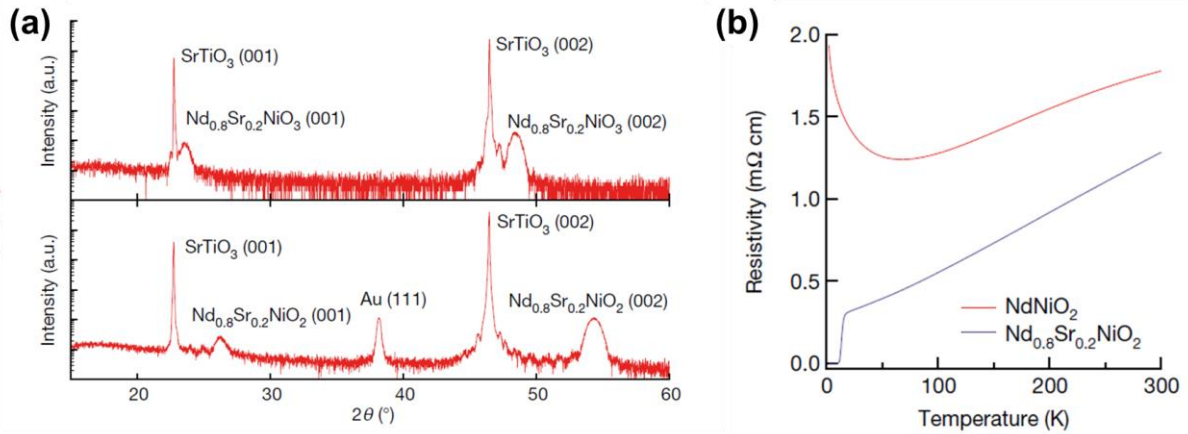 (a)
Intensity (a.u.)
SrTiO₃ (001)
Nd₀.₈Sr₀.₂NiO₃ (001)
SrTiO₃ (002)
Nd₀.₈Sr₀.₂NiO₃ (002)
Intensity (a.u.)
SrTiO₃ (001)
Nd₀.₈Sr₀.₂NiO₂ (001)
Au (111)
SrTiO₃ (002)
Nd₀.₈Sr₀.₂NiO₂ (002)
20 30 40 50 60
2θ (°)
(b)
Resistivity (mΩ cm)
2.0
1.5
1.0
0.5
0.0
NdNiO₂
Nd₀.₈Sr₀.₂NiO₂
0 100 200 300
Temperature (K)